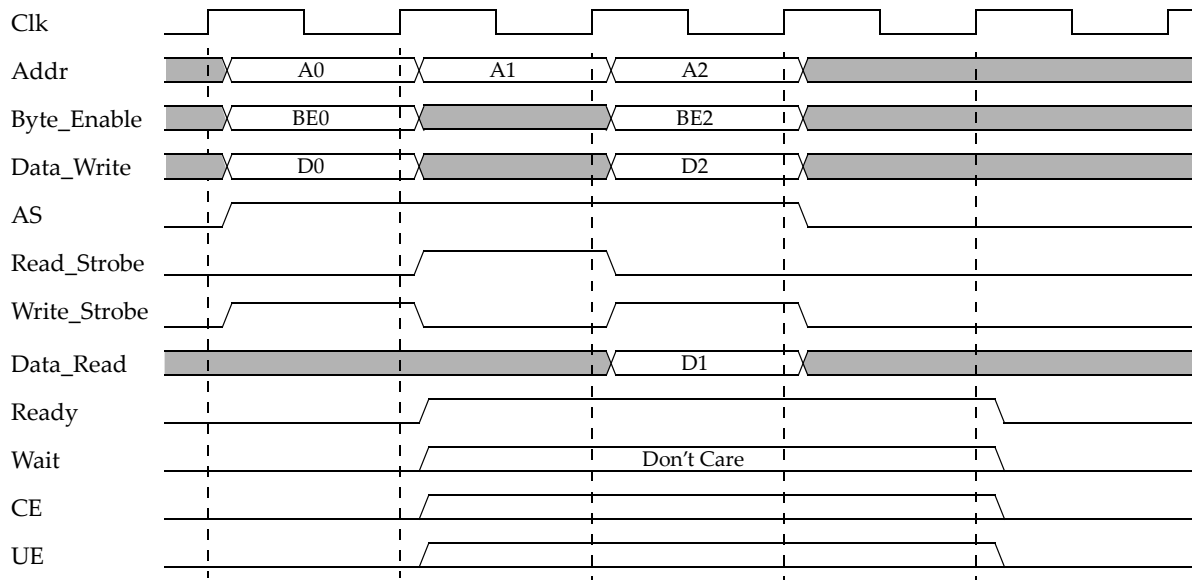 Clk
Addr A0 A1 A2
Byte_Enable BE0 BE2
Data_Write D0 D2
AS
Read_Strobe
Write_Strobe
Data_Read D1
Ready
Wait Don't Care
CE
UE